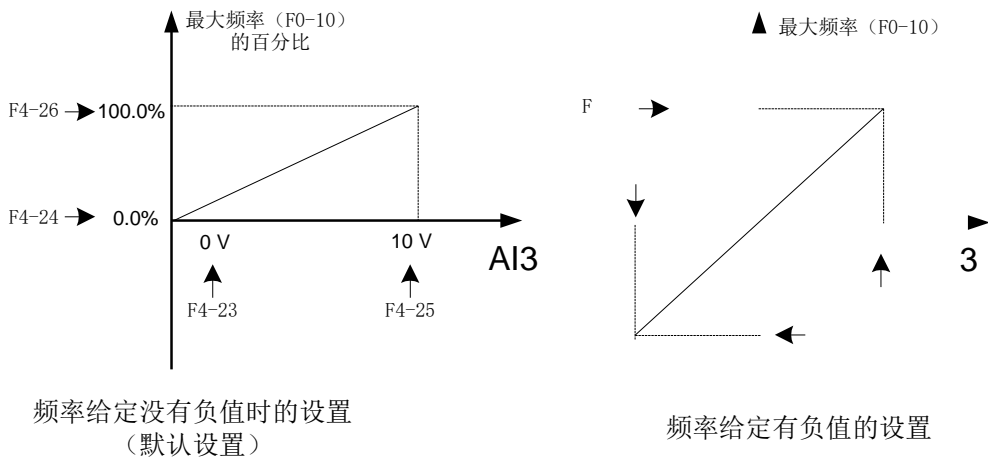 最大频率（F0-10）
的百分比
F4-26
100.0%
F4-24
0.0%
0 V
10 V
AI3
F4-23
F4-25
频率给定没有负值时的设置
（默认设置）
最大频率（F0-10）
F
3
频率给定有负值的设置